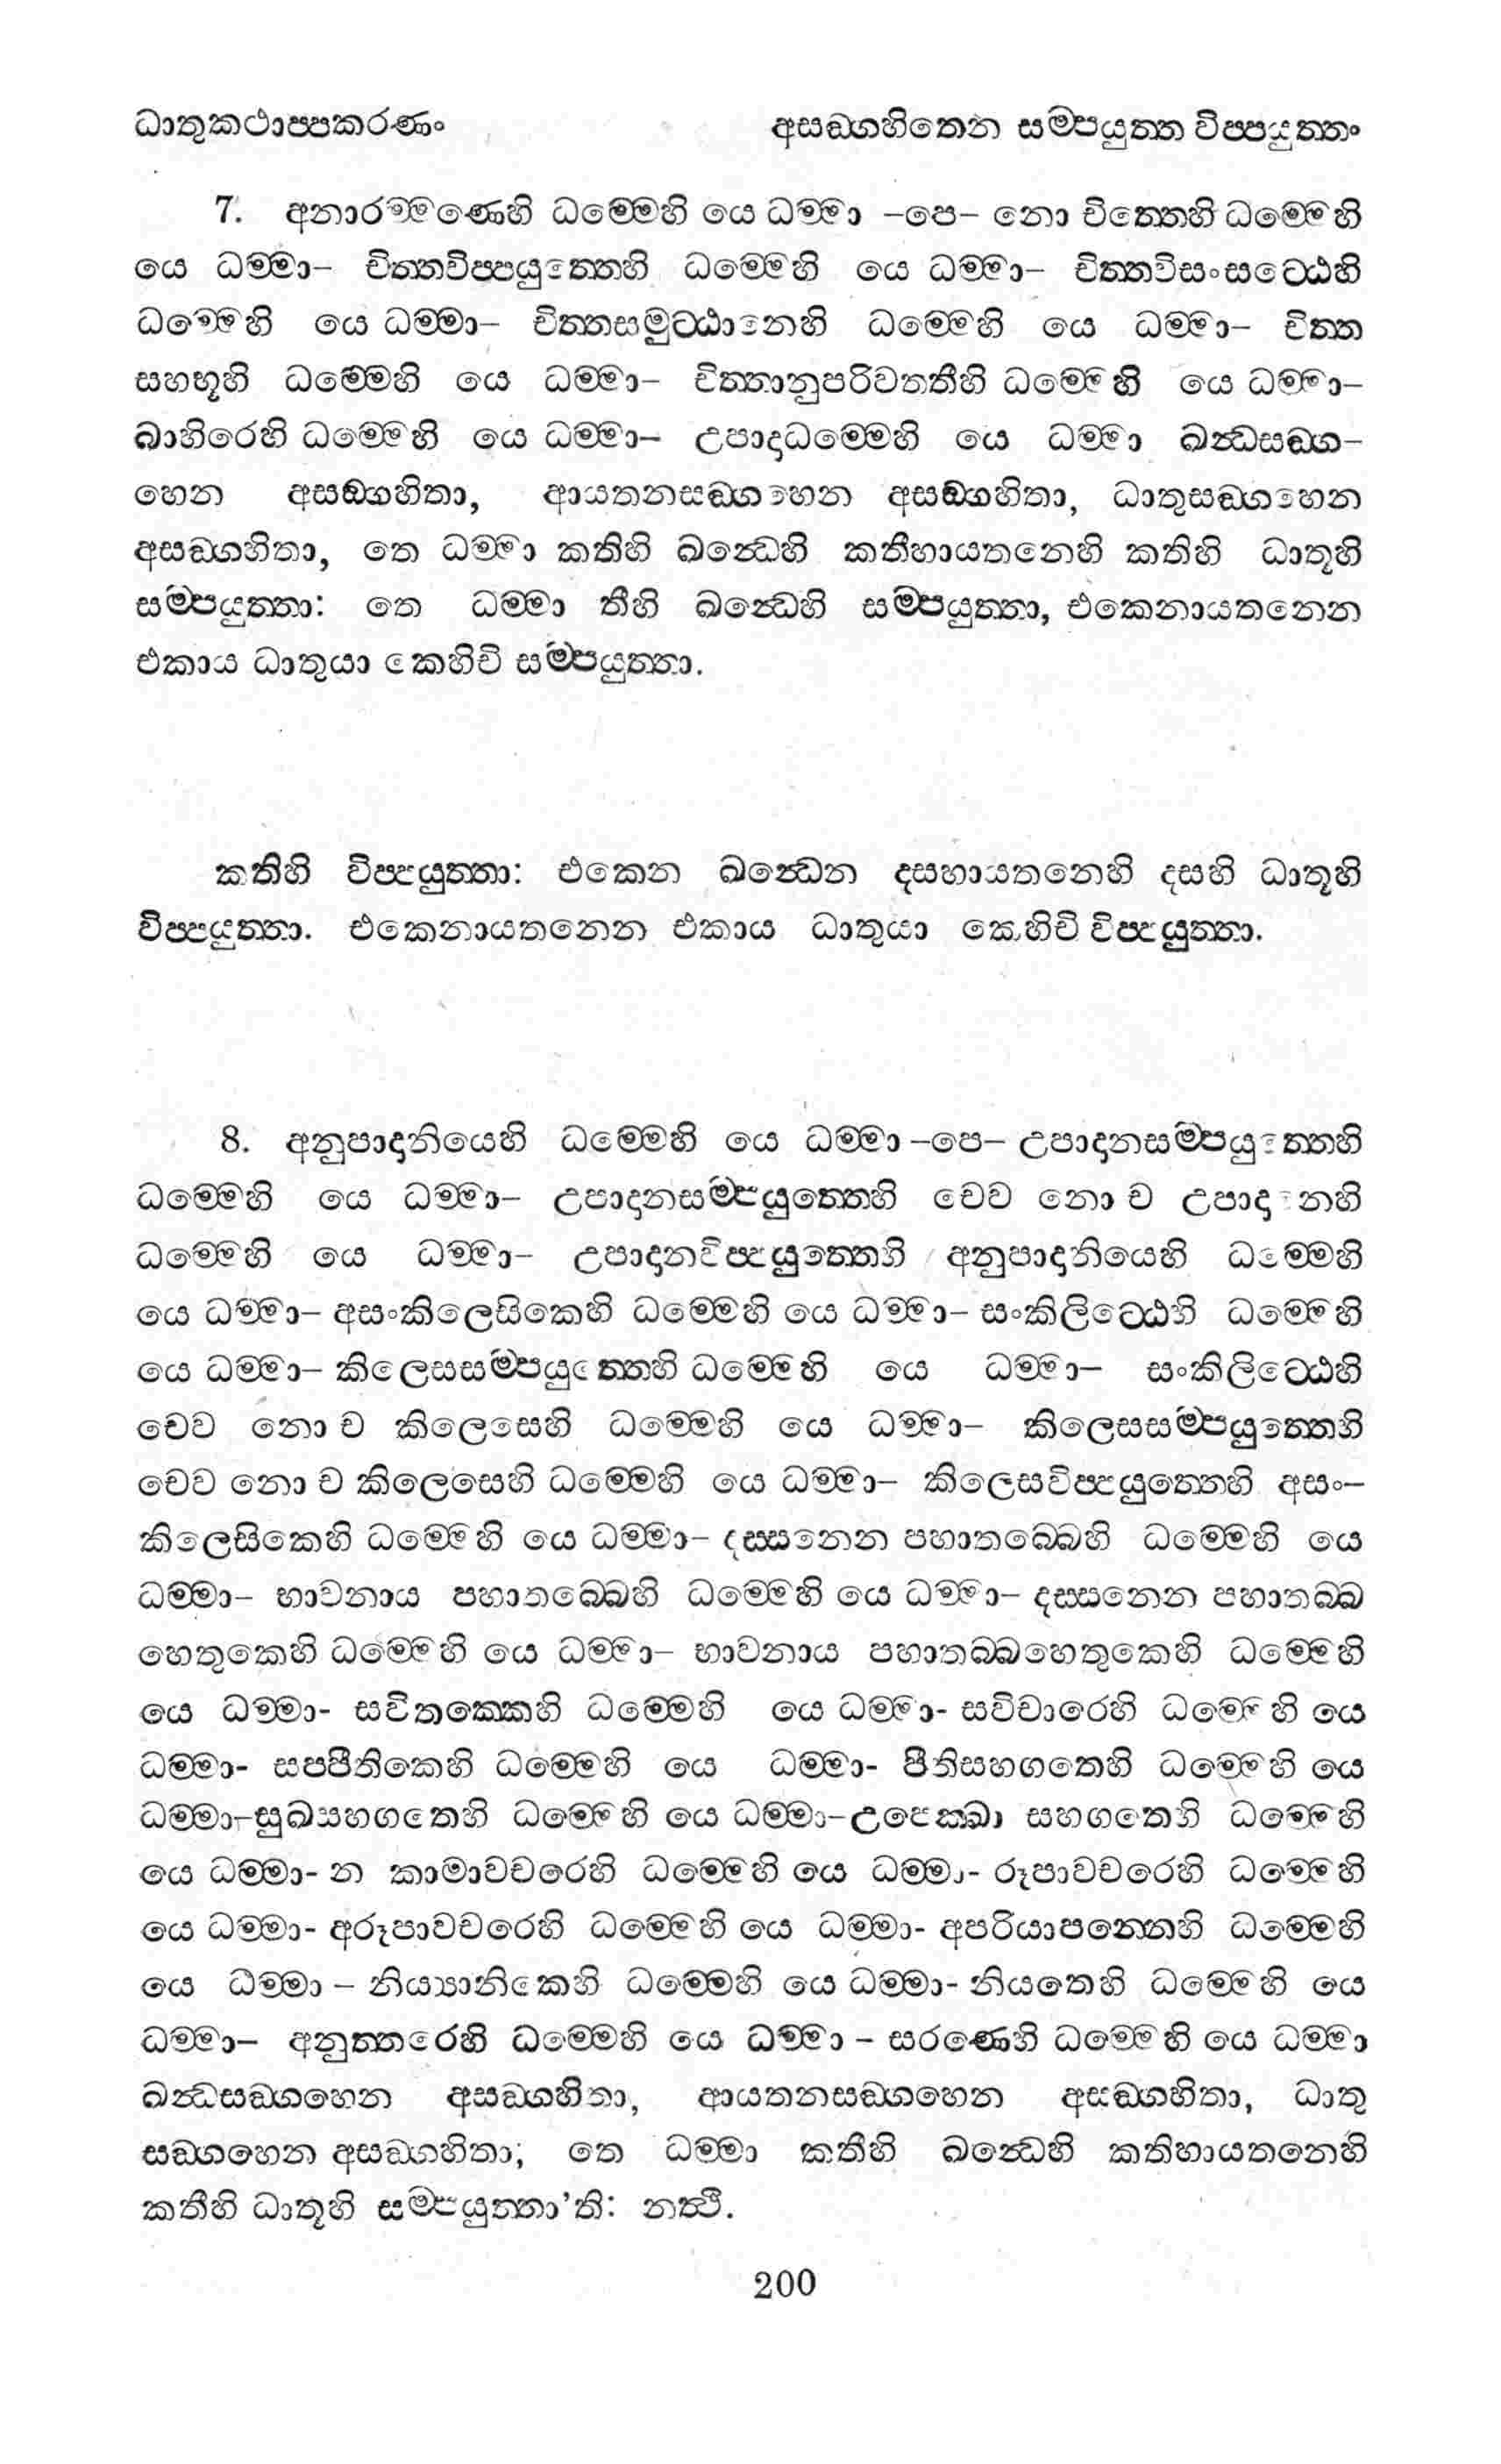 ධාතුකථාප්පකරණං අසඞ්ගහිතෙන සම්පයුත්ත විප්පයුත්තං
7. අනාරම්මණෙහි ධම්මෙහි යෙ ධම්මා –පෙ– නො චිත්තෙහි ධම්මෙහි
යෙ ධම්මා– චිත්තවිප්පයුත්තෙහි ධම්මෙහි යෙ ධම්මා– චිත්තවිසංසට්ඨෙහි
ධම්මෙහි යෙ ධම්මා– චිත්තසමුට්ඨානෙහි ධම්මෙහි යෙ ධම්මා– චිත්ත
සහභූහි ධම්මෙහි යෙ ධම්මා– චිත්තානුපරිවතතීහි ධම්මෙහි යෙ ධම්මා–
බාහිරෙහි ධම්මෙහි යෙ ධම්මා– උපාදාධම්මෙහි යෙ ධම්මා ඛන්ධසඞ්ග–
හෙන අසඞ්ගහිතා, ආයතනසඞ්ගහෙන අසඞ්ගහිතා, ධාතුසඞ්ගහෙන
අසඞ්ගහිතා, තෙ ධම්මා කතිහි ඛන්ධෙහි කතීහායතනෙහි කතිහි ධාතූහි
සම්පයුත්තා: තෙ ධම්මා තීහි ඛන්ධෙහි සම්පයුත්තා, එකෙනායතනෙන
එකාය ධාතුයා කෙහිචි සම්පයුත්තා.
කතිහි විප්පයුත්තා: එකෙන ඛන්ධෙන දසහායතනෙහි දසහි ධාතූහි
විප්පයුත්තා. එකෙනායතනෙන එකාය ධාතුයා කෙහිචි විප්පයුත්තා.
8. අනුපාදානියෙහි ධම්මෙහි යෙ ධම්මා –පෙ– උපාදානසම්පයුත්තෙහි
ධම්මෙහි යෙ ධම්මා– උපාදානසම්පයුත්තෙහි චෙව නො ච උපාදානෙහි
ධම්මෙහි යෙ ධම්මා– උපාදානවිප්පයුත්තෙහි අනුපාදානියෙහි ධම්මෙහි
යෙ ධම්මා– අසංකිලෙසිකෙහි ධම්මෙහි යෙ ධම්මා– සංකිලිට්ඨෙහි ධම්මෙහි
යෙ ධම්මා– කිලෙසසම්පයුත්තෙහි ධම්මෙහි යෙ ධම්මා– සංකිලිට්ඨෙහි
චෙව නො ච කිලෙසෙහි ධම්මෙහි යෙ ධම්මා– කිලෙසසම්පයුත්තෙහි
චෙව නො ච කිලෙසෙහි ධම්මෙහි යෙ ධම්මා– කිලෙසවිප්පයුත්තෙහි අසං–
කිලෙසිකෙහි ධම්මෙහි යෙ ධම්මා– දස්සනෙන පහාතබ්බෙහි ධම්මෙහි යෙ
ධම්මා– භාවනාය පහාතබ්බෙහි ධම්මෙහි යෙ ධම්මා– දස්සනෙන පහාතබ්බ
හෙතුකෙහි ධම්මෙහි යෙ ධම්මා– භාවනාය පහාතබ්බහෙතුකෙහි ධම්මෙහි
යෙ ධම්මා- සවිතක්කෙහි ධම්මෙහි යෙ ධම්මා- සවිචාරෙහි ධම්මෙහි යෙ
ධම්මා- සපපීතිකෙහි ධම්මෙහි යෙ ධම්මා- පීතිසහගතෙහි ධම්මෙහි යෙ
ධම්මා–සුඛසහගතෙහි ධම්මෙහි යෙ ධම්මා–උපෙක්ඛා සහගතෙහි ධම්මෙහි
යෙ ධම්මා- න කාමාවචරෙහි ධම්මෙහි යෙ ධම්මා- රූපාවචරෙහි ධම්මෙහි
යෙ ධම්මා- අරූපාවචරෙහි ධම්මෙහි යෙ ධම්මා- අපරියාපන්නෙහි ධම්මෙහි
යෙ ධම්මා – නිය්‍යානිකෙහි ධම්මෙහි යෙ ධම්මා- නියතෙහි ධම්මෙහි යෙ
ධම්මා– අනුත්තරෙහි ධම්මෙහි යෙ ධම්මා – සරණෙහි ධම්මෙහි යෙ ධම්මා
ඛන්ධසඞ්ගහෙන අසඞ්ගහිතා, ආයතනසඞ්ගහෙන අසඞ්ගහිතා, ධාතු
සඞ්ගහෙන අසඞ්ගහිතා; තෙ ධම්මා කතීහි ඛන්ධෙහි කතිහායතනෙහි
කතීහි ධාතූහි සම්පයුත්තා’ති: නත්ථි.
200